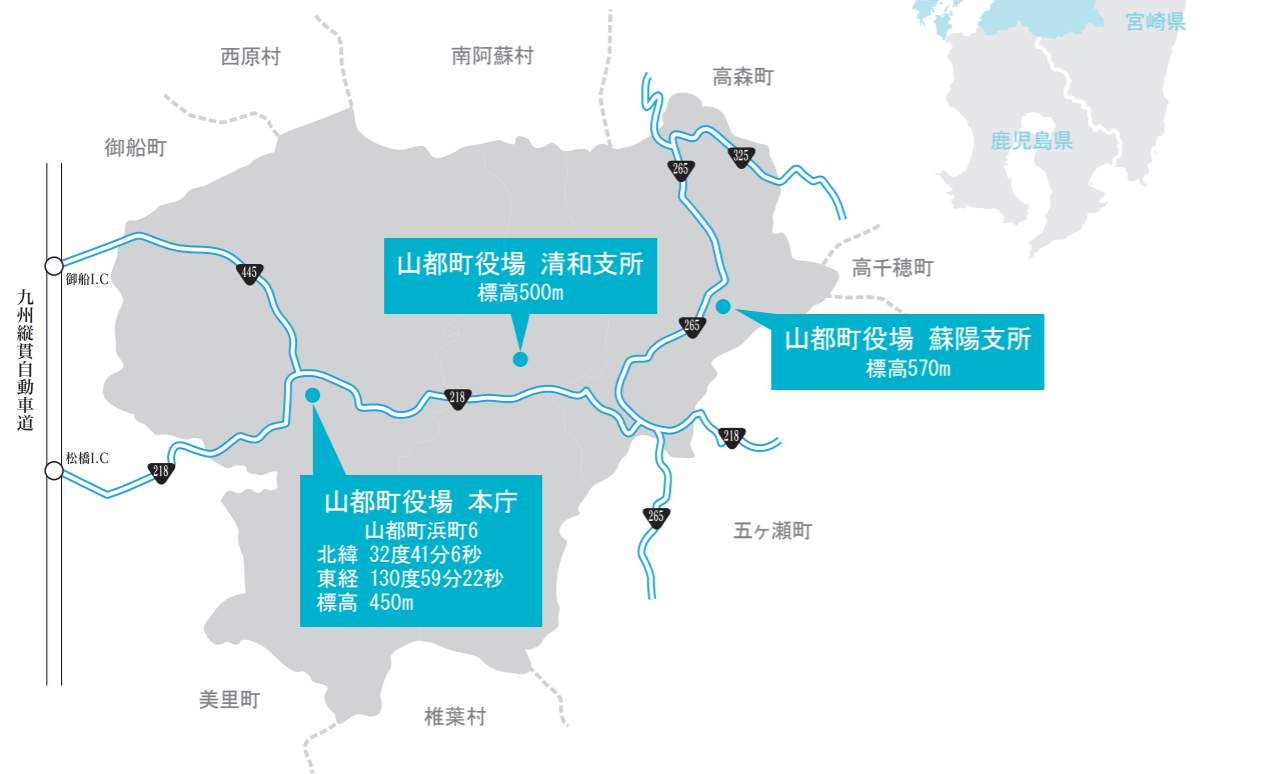 宮崎県
鹿児島県
西原村
南阿蘇村
高森町
御船町
265
325
445
御船I.C
九州縦貫自動車道
山都町役場 清和支所
標高500m
高千穂町
265
山都町役場 蘇陽支所
標高570m
218
218
松橋I.C
218
山都町役場 本庁
山都町浜町6
北緯 32度41分6秒
東経 130度59分22秒
標高 450m
265
五ヶ瀬町
美里町
椎葉村